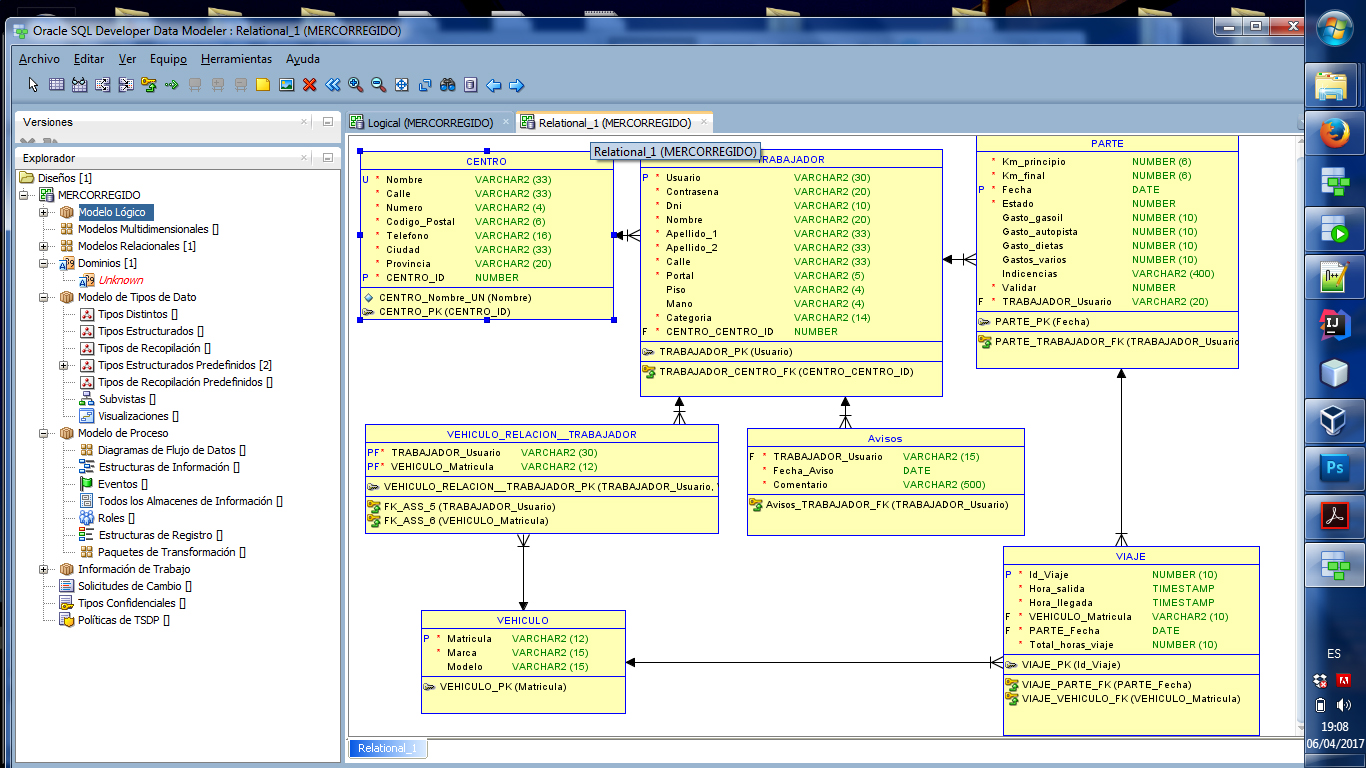 Oracle SQL Developer Data Modeler : Relational_1 (MERCORREGIDO)
Archivo Editar Ver Equipo Herramientas Ayuda
Versiones
Explorador
Diseños [1]
MERCORREGIDO
Modelo Lógico
Modelos Multidimensionales []
Modelos Relacionales [1]
Dominios [1]
Unknown
Modelo de Tipos de Dato
Tipos Distintos []
Tipos Estructurados []
Tipos de Recopilación []
Tipos Estructurados Predefinidos [2]
Tipos de Recopilación Predefinidos []
Subvistas []
Visualizaciones []
Modelo de Proceso
Diagramas de Flujo de Datos []
Estructuras de Información []
Eventos []
Todos los Almacenes de Información []
Roles []
Estructuras de Registro []
Paquetes de Transformación []
Información de Trabajo
Solicitudes de Cambio []
Tipos Confidenciales []
Políticas de TSDP []
Logical (MERCORREGIDO)
Relational_1 (MERCORREGIDO)
Relational_1 (MERCORREGIDO)
CENTRO
U * Nombre VARCHAR2 (33)
* Calle VARCHAR2 (33)
* Numero VARCHAR2 (4)
* Codigo_Postal VARCHAR2 (6)
* Telefono VARCHAR2 (16)
* Ciudad VARCHAR2 (33)
* Provincia VARCHAR2 (20)
P * CENTRO_ID NUMBER
CENTRO_Nombre_UN (Nombre)
CENTRO_PK (CENTRO_ID)
TRABAJADOR
P * Usuario VARCHAR2 (30)
* Contrasena VARCHAR2 (20)
* Dni VARCHAR2 (10)
* Nombre VARCHAR2 (20)
* Apellido_1 VARCHAR2 (33)
* Apellido_2 VARCHAR2 (33)
* Calle VARCHAR2 (33)
* Portal VARCHAR2 (5)
Piso VARCHAR2 (4)
Mano VARCHAR2 (4)
* Categoria VARCHAR2 (14)
F * CENTRO_CENTRO_ID NUMBER
TRABAJADOR_PK (Usuario)
TRABAJADOR_CENTRO_FK (CENTRO_CENTRO_ID)
PARTE
* Km_principio NUMBER (6)
* Km_final NUMBER (6)
P * Fecha DATE
* Estado NUMBER
Gasto_gasoil NUMBER (10)
Gasto_autopista NUMBER (10)
Gasto_dietas NUMBER (10)
Gastos_varios NUMBER (10)
Indicencias VARCHAR2 (400)
* Validar NUMBER
F * TRABAJADOR_Usuario VARCHAR2 (20)
PARTE_PK (Fecha)
PARTE_TRABAJADOR_FK (TRABAJADOR_Usuario
VEHICULO_RELACION__TRABAJADOR
PF* TRABAJADOR_Usuario VARCHAR2 (30)
PF* VEHICULO_Matricula VARCHAR2 (12)
VEHICULO_RELACION__TRABAJADOR_PK (TRABAJADOR_Usuario,
FK_ASS_5 (TRABAJADOR_Usuario)
FK_ASS_6 (VEHICULO_Matricula)
Avisos
F * TRABAJADOR_Usuario VARCHAR2 (15)
* Fecha_Aviso DATE
* Comentario VARCHAR2 (500)
Avisos_TRABAJADOR_FK (TRABAJADOR_Usuario)
VEHICULO
P * Matricula VARCHAR2 (12)
* Marca VARCHAR2 (15)
Modelo VARCHAR2 (15)
VEHICULO_PK (Matricula)
VIAJE
P * Id_Viaje NUMBER (10)
* Hora_salida TIMESTAMP
* Hora_llegada TIMESTAMP
F * VEHICULO_Matricula VARCHAR2 (10)
F * PARTE_Fecha DATE
* Total_horas_viaje NUMBER (10)
VIAJE_PK (Id_Viaje)
VIAJE_PARTE_FK (PARTE_Fecha)
VIAJE_VEHICULO_FK (VEHICULO_Matricula)
Relational_1
IJ
Ps
ES
19:08
06/04/2017